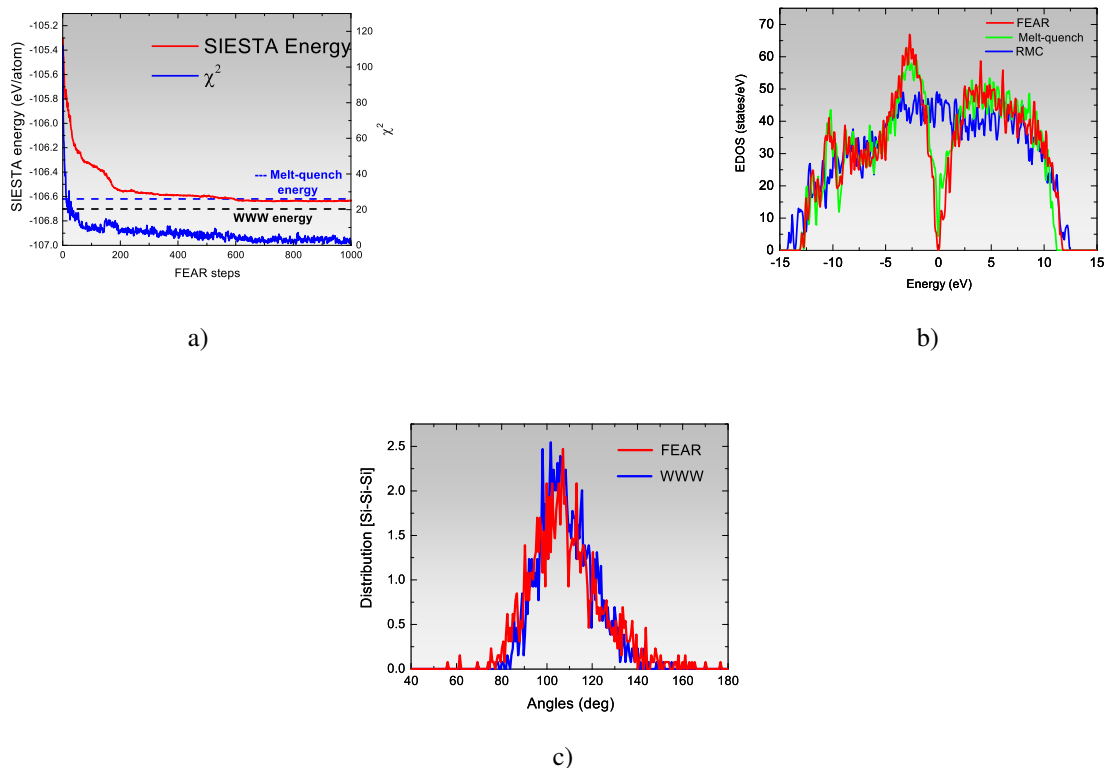 -105.2
-105.4
-105.6
-105.8
-106.0
-106.2
-106.4
-106.6
-106.8
-107.0
SIESTA energy (eV/atom)
0 200 400 600 800 1000
FEAR steps
120
100
80
60
40
20
0
χ²
SIESTA Energy
χ²
--- Melt-quench
energy
WWW energy
a)
70
60
50
40
30
20
10
0
EDOS (states/eV)
-15 -10 -5 0 5 10 15
Energy (eV)
FEAR
Melt-quench
RMC
b)
2.5
2.0
1.5
1.0
0.5
0.0
Distribution [Si-Si-Si]
40 60 80 100 120 140 160 180
Angles (deg)
FEAR
WWW
c)